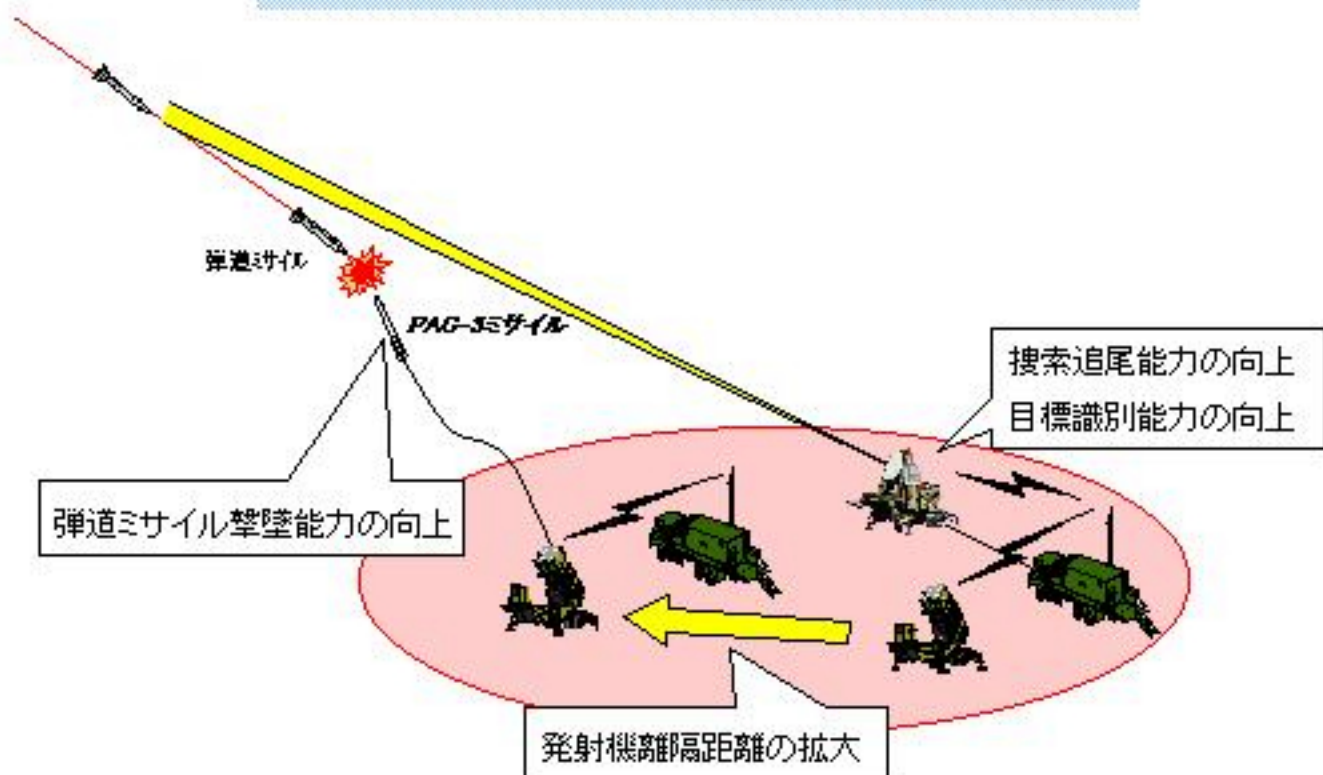 弾道ミサイル
PAC-3ミサイル
捜索追尾能力の向上
目標識別能力の向上
弾道ミサイル撃墜能力の向上
発射機離隔距離の拡大